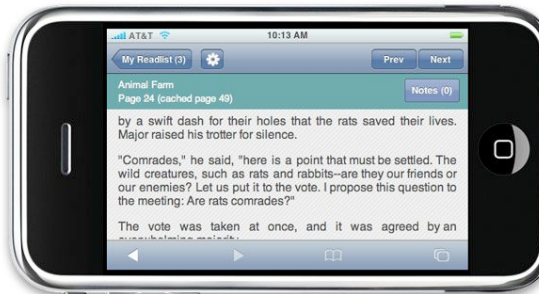 AT&T 10:13 AM
My Readlist (3) Prev Next
Animal Farm
Page 24 (cached page 49) Notes (0)
by a swift dash for their holes that the rats saved their lives.
Major raised his trotter for silence.
"Comrades," he said, "here is a point that must be settled. The
wild creatures, such as rats and rabbits--are they our friends or
our enemies? Let us put it to the vote. I propose this question to
the meeting: Are rats comrades?"
The vote was taken at once, and it was agreed by an
overwhelming majority